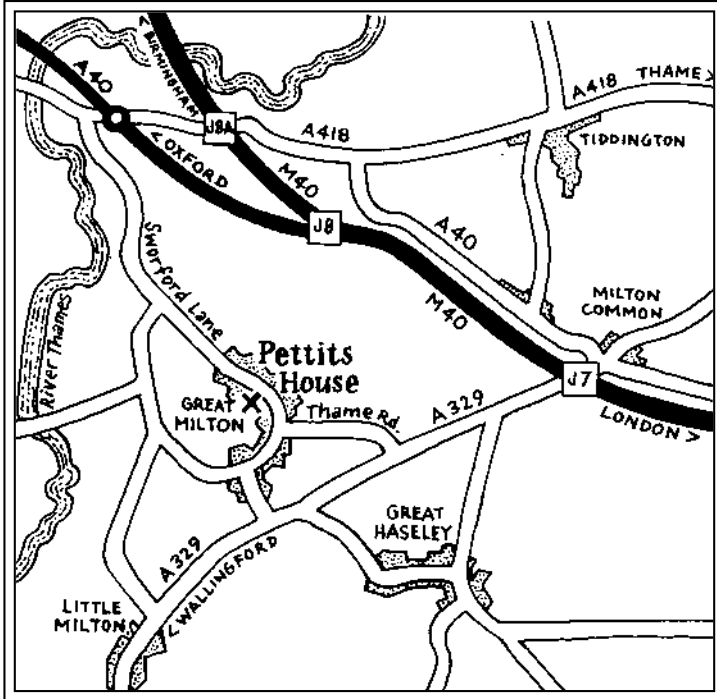 < BIRMINGHAM
A40
J8A
A418
A418 THAME >
TIDDINGTON
< OXFORD
M40
J8
A40
Sworford Lane
M40
MILTON
COMMON
River Thames
Pettits
House
GREAT
MILTON
Thame Rd.
A329
J7
LONDON >
GREAT
HASELEY
A329
< WALLINGFORD
LITTLE
MILTON